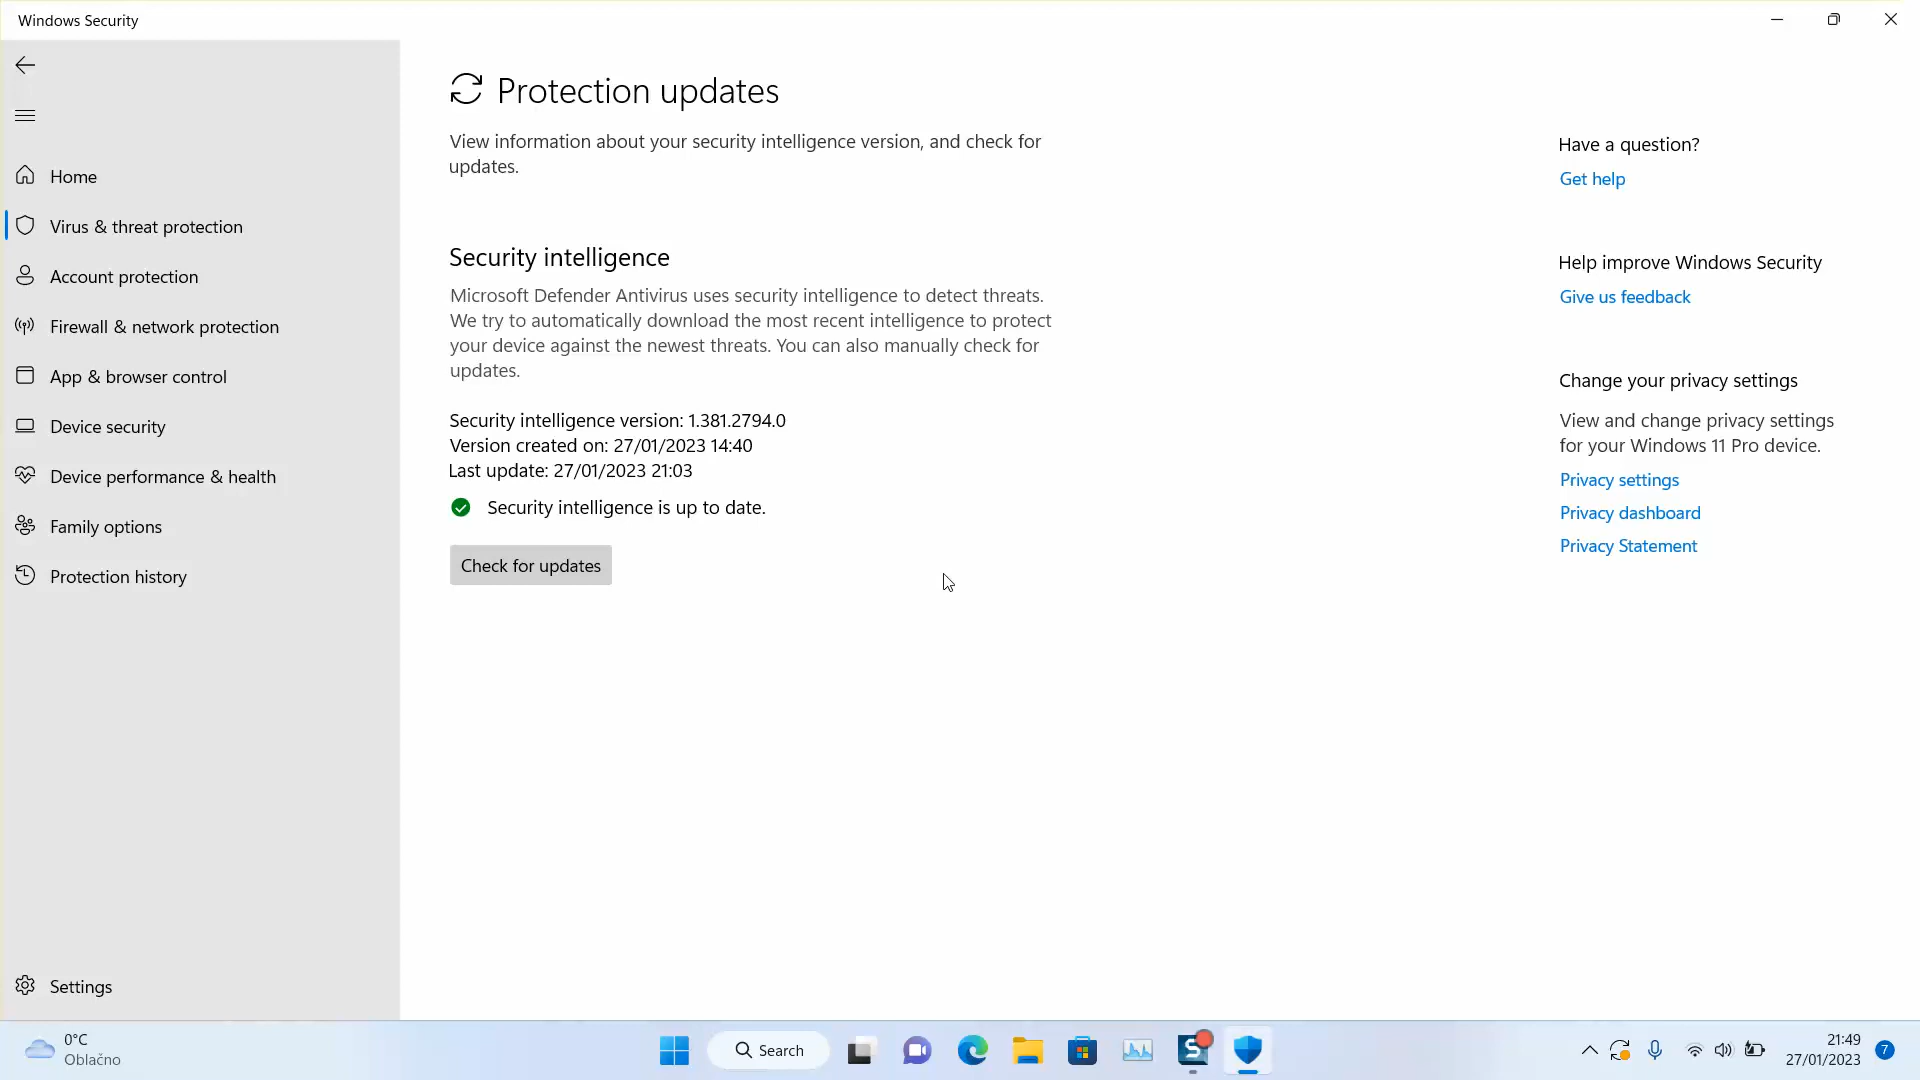 Windows Security
Home
Virus & threat protection
Account protection
Firewall & network protection
App & browser control
Device security
Device performance & health
Family options
Protection history
Settings
Protection updates
View information about your security intelligence version, and check for
updates.
Security intelligence
Microsoft Defender Antivirus uses security intelligence to detect threats.
We try to automatically download the most recent intelligence to protect
your device against the newest threats. You can also manually check for
updates.
Security intelligence version: 1.381.2794.0
Version created on: 27/01/2023 14:40
Last update: 27/01/2023 21:03
Security intelligence is up to date.
Check for updates
Have a question?
Get help
Help improve Windows Security
Give us feedback
Change your privacy settings
View and change privacy settings
for your Windows 11 Pro device.
Privacy settings
Privacy dashboard
Privacy Statement
0°C
Oblačno
Search
S
21:49
27/01/2023
7